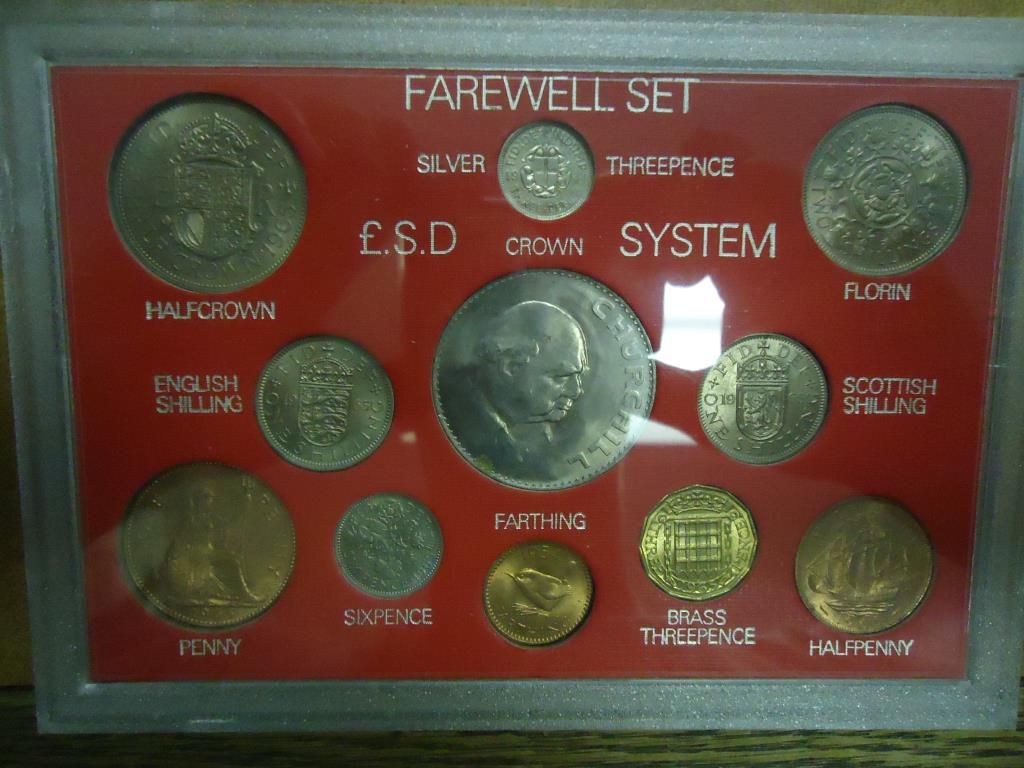 FAREWELL SET
SILVER THREEPENCE
£.S.D CROWN SYSTEM
HALFCROWN
FLORIN
CHURCHILL
ENGLISH
SHILLING
SCOTTISH
SHILLING
FARTHING
SIXPENCE
BRASS
THREEPENCE
PENNY
HALFPENNY